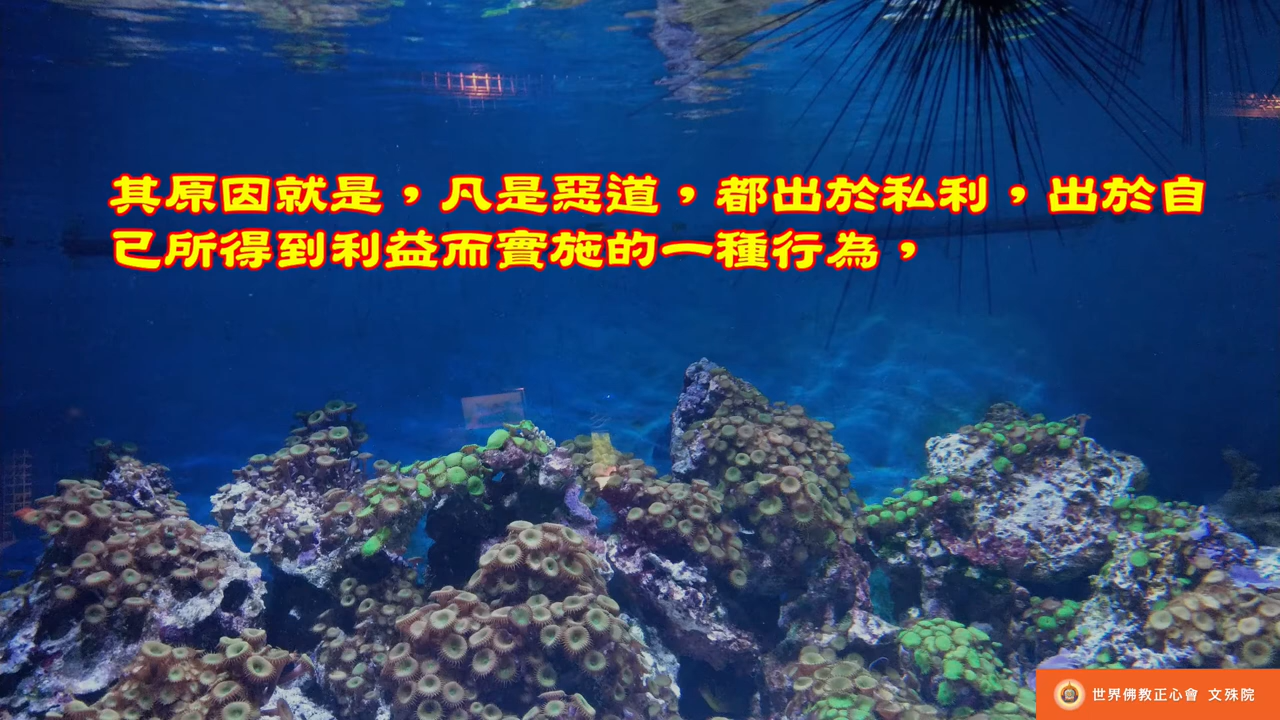 其原因就是，凡是惡道，都出於私利，出於自
己所得到利益而實施的一種行為，
世界佛教正心會 文殊院